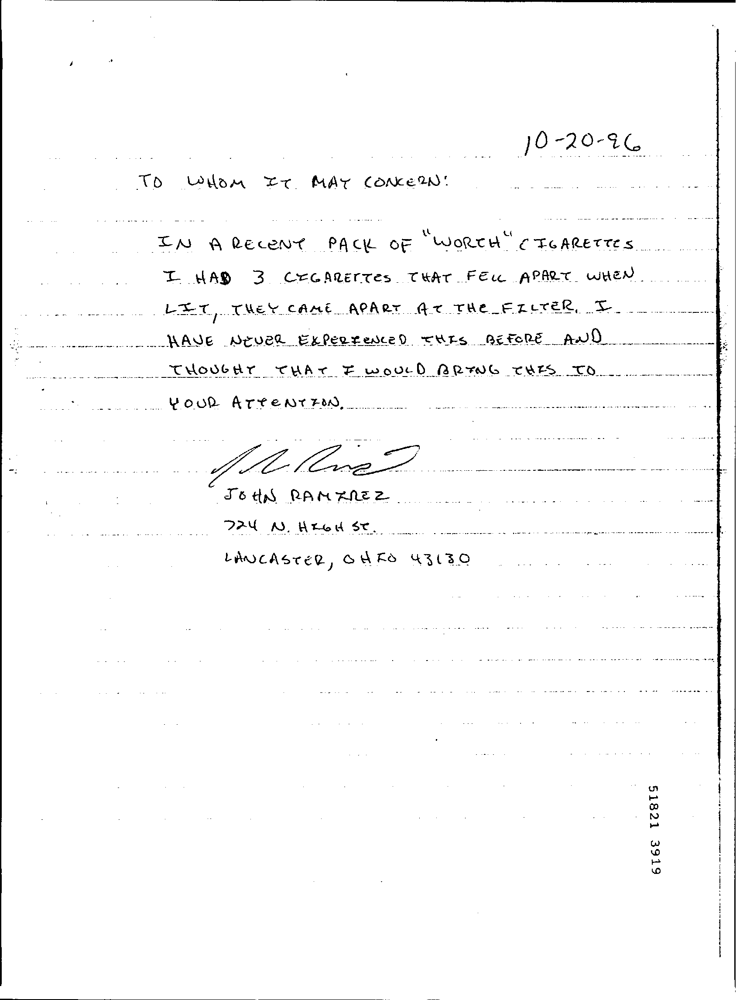 10-20-96
TO WHOM IT MAY CONCERN:
IN A RECENT PACK OF "WORTH" CIGARETTES
I HAD 3 CIGARETTES THAT FELL APART WHEN
LIT, THEY CAME APART AT THE FILTER. I
HAVE NEVER EXPERIENCED THIS BEFORE AND
THOUGHT THAT I WOULD BRING THIS TO
YOUR ATTENTION.
JOHN RAMIREZ
724 N. HIGH ST.
LANCASTER, OHIO 43130
51821 3919